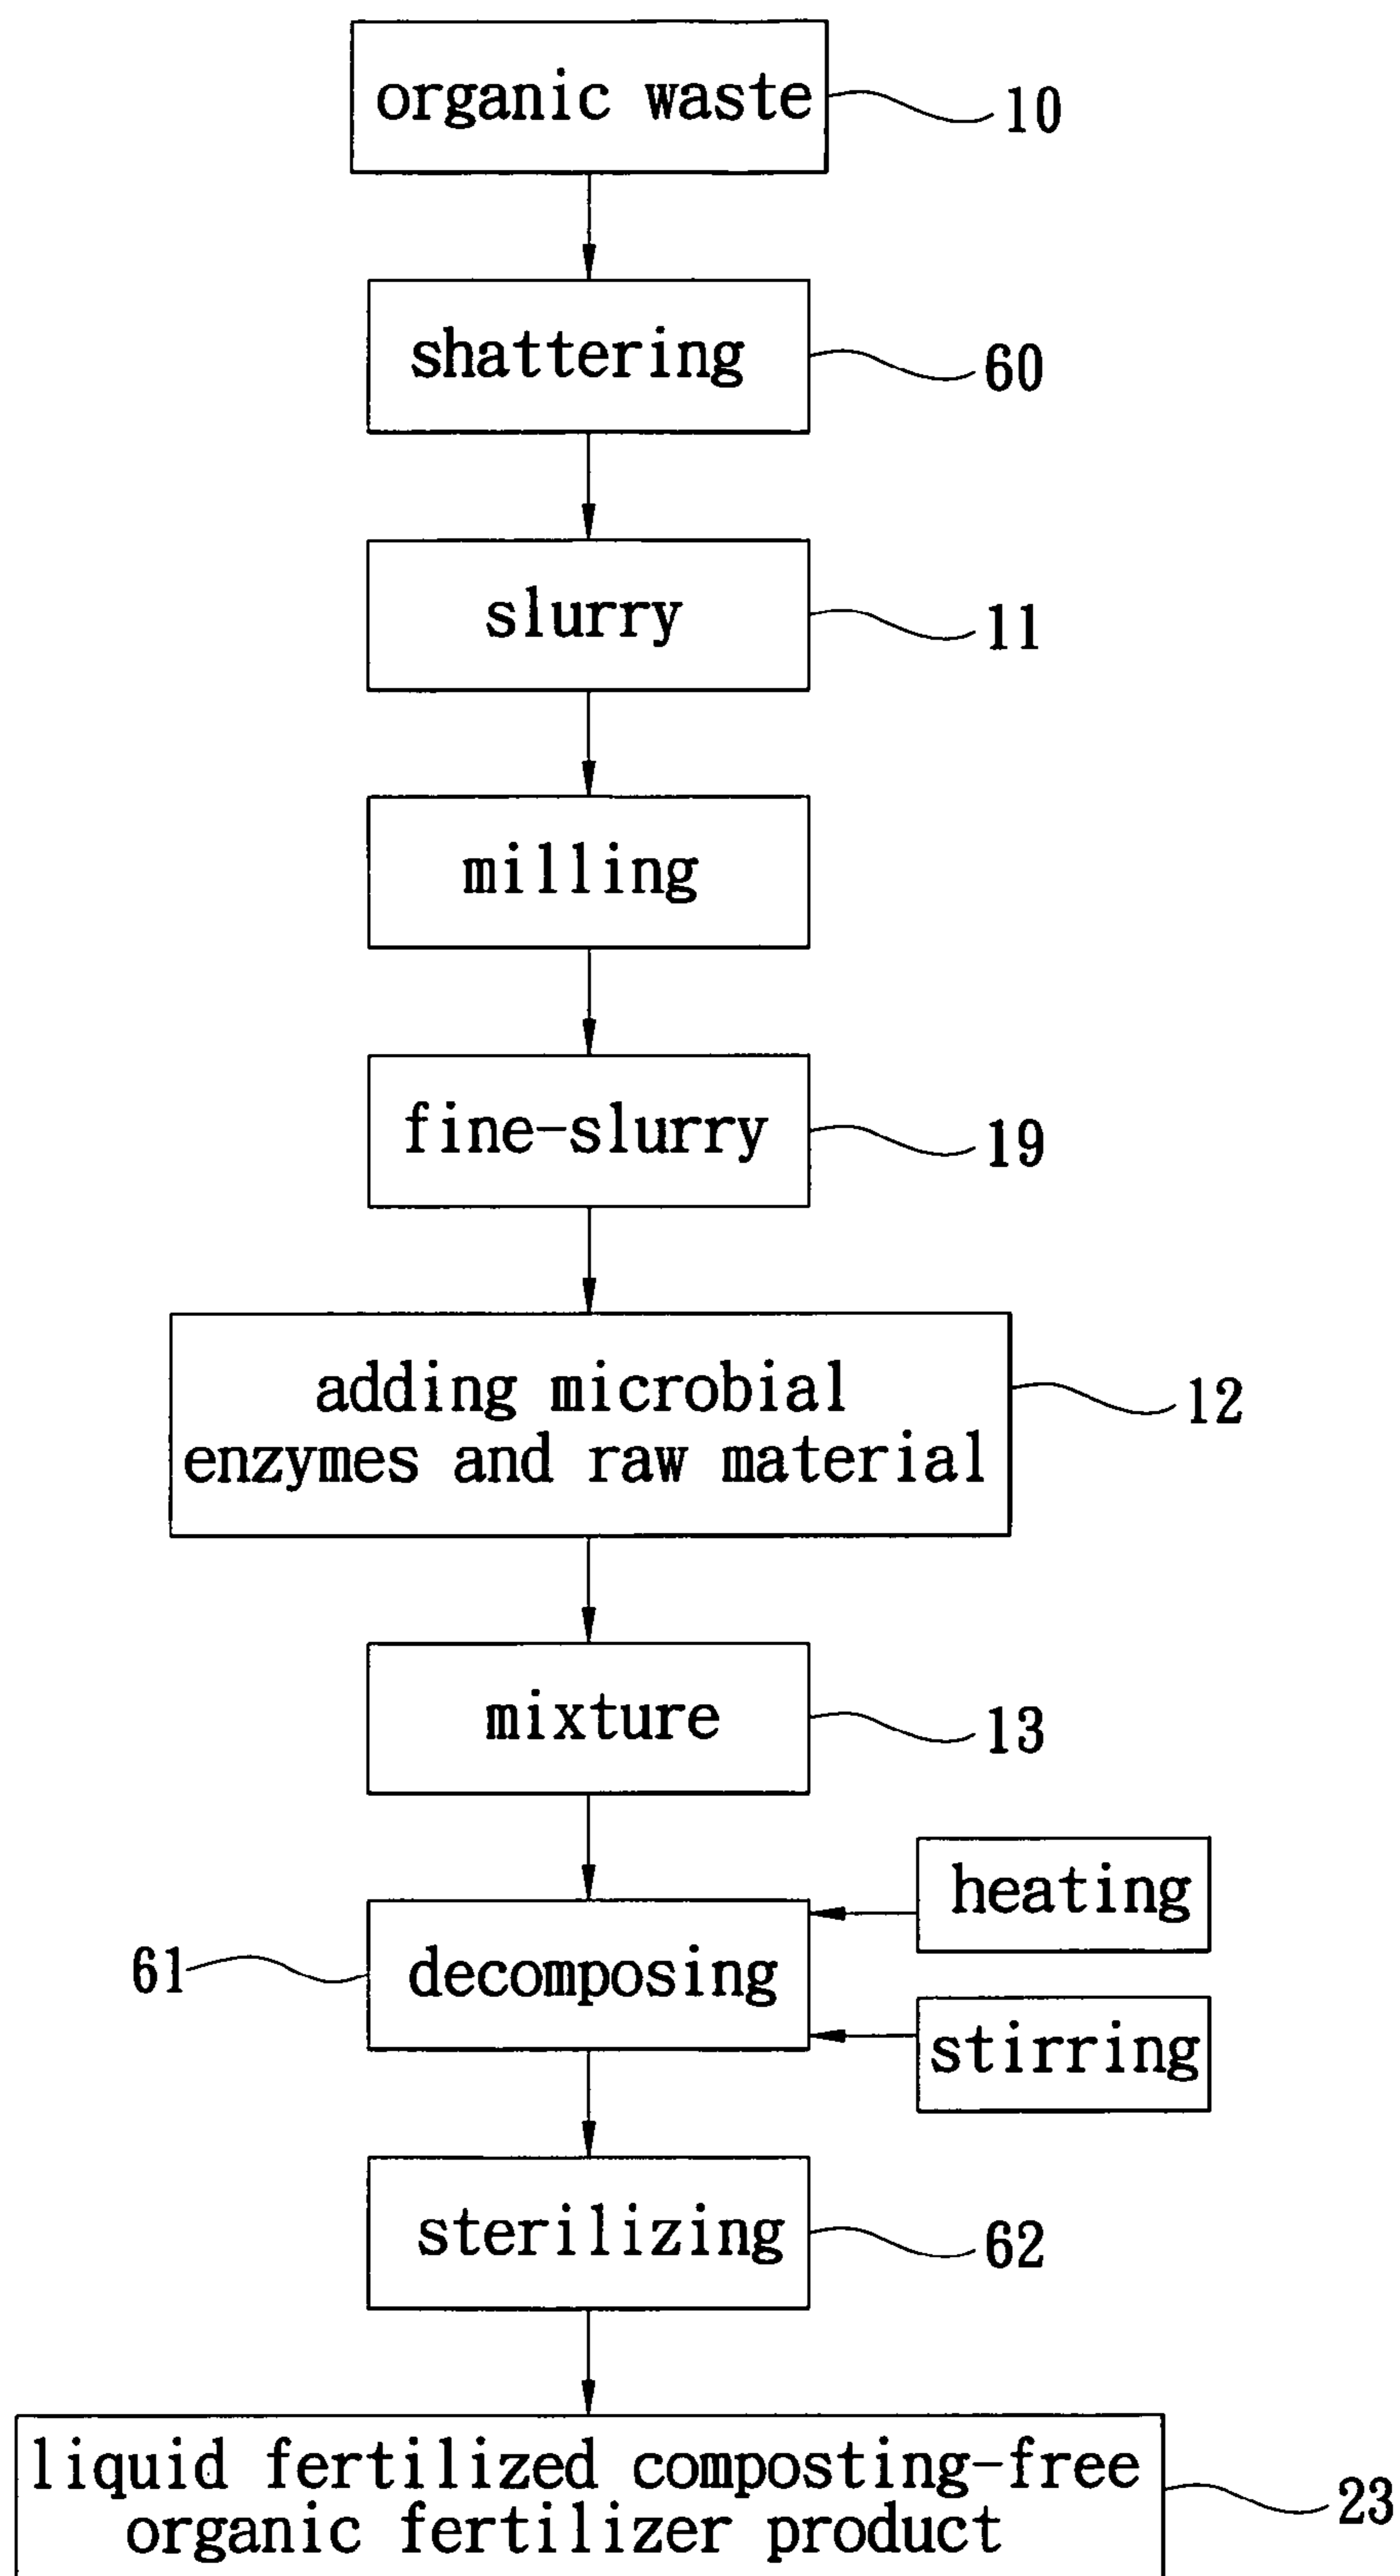 organic waste
10
shattering
60
slurry
11
milling
fine-slurry
19
adding microbial
enzymes and raw material
12
mixture
13
heating
61
decomposing
stirring
sterilizing
62
liquid fertilized composting-free
organic fertilizer product
23